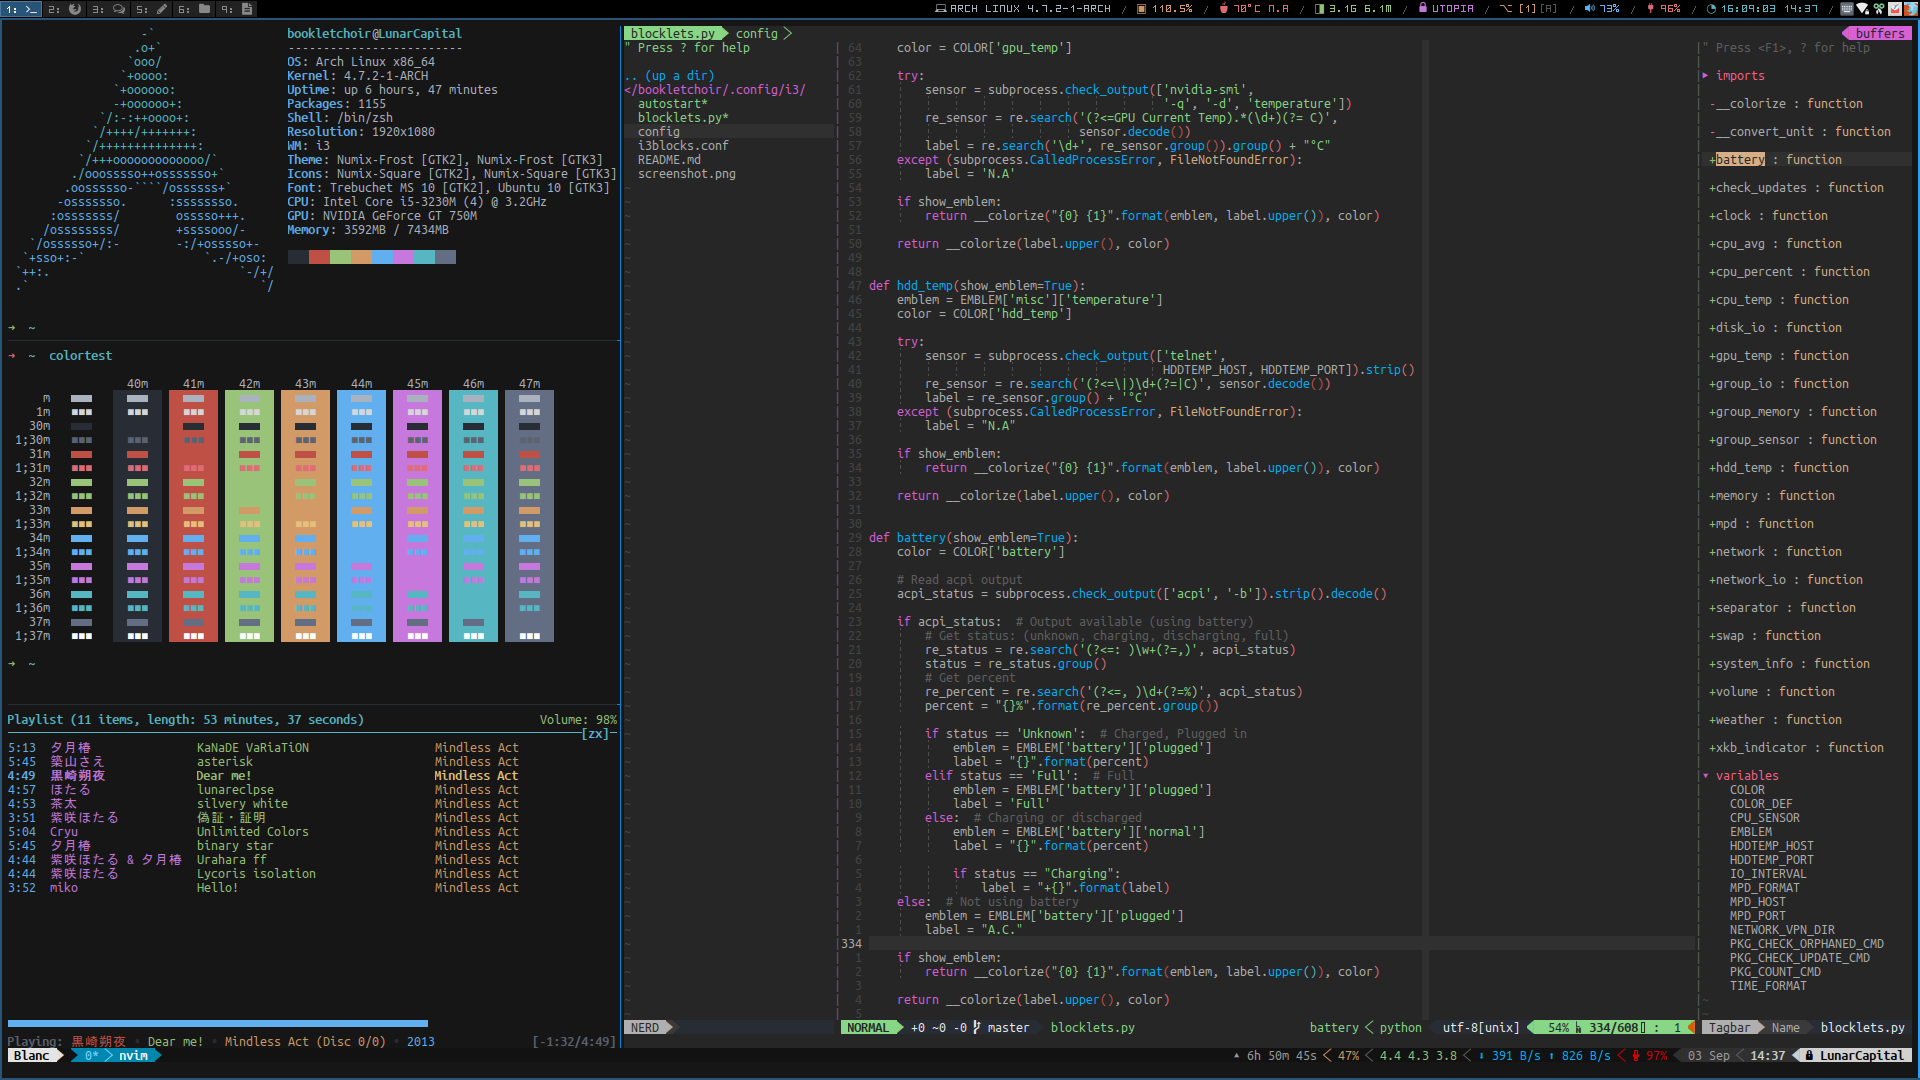 1: >_ 2: 3: 4: 5: 6: 9:
ARCH LINUX 4.7.2-1-ARCH / 110.5% / 70°C N.A / 3.1G 6.1M / UTOPIA / [1][A] / 73% / 96% / 16:09:03 14:37 /
bookletchoir@LunarCapital
-------------------------
OS: Arch Linux x86_64
Kernel: 4.7.2-1-ARCH
Uptime: up 6 hours, 47 minutes
Packages: 1155
Shell: /bin/zsh
Resolution: 1920x1080
WM: i3
Theme: Numix-Frost [GTK2], Numix-Frost [GTK3]
Icons: Numix-Square [GTK2], Numix-Square [GTK3]
Font: Trebuchet MS 10 [GTK2], Ubuntu 10 [GTK3]
CPU: Intel Core i5-3230M (4) @ 3.2GHz
GPU: NVIDIA GeForce GT 750M
Memory: 3592MB / 7434MB
→ ~
→ ~ colortest
40m 41m 42m 43m 44m 45m 46m 47m
m
1m
30m
1;30m
31m
1;31m
32m
1;32m
33m
1;33m
34m
1;34m
35m
1;35m
36m
1;36m
37m
1;37m
→ ~
Playlist (11 items, length: 53 minutes, 37 seconds) Volume: 98%
[zx]
5:13 夕月椿 KaNaDE VaRiaTiON Mindless Act
5:45 築山さえ asterisk Mindless Act
4:49 黒崎朔夜 Dear me! Mindless Act
4:57 ほたる lunareclpse Mindless Act
4:53 茶太 silvery white Mindless Act
3:51 紫咲ほたる 偽証・証明 Mindless Act
5:04 Cryu Unlimited Colors Mindless Act
5:45 夕月椿 binary star Mindless Act
4:44 紫咲ほたる & 夕月椿 Urahara ff Mindless Act
4:44 紫咲ほたる Lycoris isolation Mindless Act
3:52 miko Hello! Mindless Act
Playing: 黒崎朔夜 · Dear me! · Mindless Act (Disc 0/0) · 2013 [-1:32/4:49]
Blanc 0* nvim
blocklets.py config
" Press ? for help
.. (up a dir)
</bookletchoir/.config/i3/
autostart*
blocklets.py*
config
i3blocks.conf
README.md
screenshot.png
NERD
64 color = COLOR['gpu_temp']
63
62 try:
61 sensor = subprocess.check_output(['nvidia-smi',
60 '-q', '-d', 'temperature'])
59 re_sensor = re.search('(?<=GPU Current Temp).*(\d+)(?= C)',
58 sensor.decode())
57 label = re.search('\d+', re_sensor.group()).group() + "°C"
56 except (subprocess.CalledProcessError, FileNotFoundError):
55 label = 'N.A'
54
53 if show_emblem:
52 return __colorize("{0} {1}".format(emblem, label.upper()), color)
51
50 return __colorize(label.upper(), color)
49
48
47 def hdd_temp(show_emblem=True):
46 emblem = EMBLEM['misc']['temperature']
45 color = COLOR['hdd_temp']
44
43 try:
42 sensor = subprocess.check_output(['telnet',
41 HDDTEMP_HOST, HDDTEMP_PORT]).strip()
40 re_sensor = re.search('(?<=\|)\d+(?=|C)', sensor.decode())
39 label = re_sensor.group() + '°C'
38 except (subprocess.CalledProcessError, FileNotFoundError):
37 label = "N.A"
36
35 if show_emblem:
34 return __colorize("{0} {1}".format(emblem, label.upper()), color)
33
32 return __colorize(label.upper(), color)
31
30
29 def battery(show_emblem=True):
28 color = COLOR['battery']
27
26 # Read acpi output
25 acpi_status = subprocess.check_output(['acpi', '-b']).strip().decode()
24
23 if acpi_status: # Output available (using battery)
22 # Get status: (unknown, charging, discharging, full)
21 re_status = re.search('(?<=: )\w+(?=,)', acpi_status)
20 status = re_status.group()
19 # Get percent
18 re_percent = re.search('(?<=, )\d+(?=%)', acpi_status)
17 percent = "{}%".format(re_percent.group())
16
15 if status == 'Unknown': # Charged, Plugged in
14 emblem = EMBLEM['battery']['plugged']
13 label = "{}".format(percent)
12 elif status == 'Full': # Full
11 emblem = EMBLEM['battery']['plugged']
10 label = 'Full'
9 else: # Charging or discharged
8 emblem = EMBLEM['battery']['normal']
7 label = "{}".format(percent)
6
5 if status == "Charging":
4 label = "+{}".format(label)
3 else: # Not using battery
2 emblem = EMBLEM['battery']['plugged']
1 label = "A.C."
334
1 if show_emblem:
2 return __colorize("{0} {1}".format(emblem, label.upper()), color)
3
4 return __colorize(label.upper(), color)
5
NORMAL +0 ~0 -0 master blocklets.py battery python utf-8[unix] 54% 334/608 : 1
buffers
" Press <F1>, ? for help
▸ imports
-__colorize : function
-__convert_unit : function
+battery : function
+check_updates : function
+clock : function
+cpu_avg : function
+cpu_percent : function
+cpu_temp : function
+disk_io : function
+gpu_temp : function
+group_io : function
+group_memory : function
+group_sensor : function
+hdd_temp : function
+memory : function
+mpd : function
+network : function
+network_io : function
+separator : function
+swap : function
+system_info : function
+volume : function
+weather : function
+xkb_indicator : function
▾ variables
COLOR
COLOR_DEF
CPU_SENSOR
EMBLEM
HDDTEMP_HOST
HDDTEMP_PORT
IO_INTERVAL
MPD_FORMAT
MPD_HOST
MPD_PORT
NETWORK_VPN_DIR
PKG_CHECK_ORPHANED_CMD
PKG_CHECK_UPDATE_CMD
PKG_COUNT_CMD
TIME_FORMAT
Tagbar Name blocklets.py
6h 50m 45s 47% 4.4 4.3 3.8 391 B/s 826 B/s 97% 03 Sep 14:37 LunarCapital